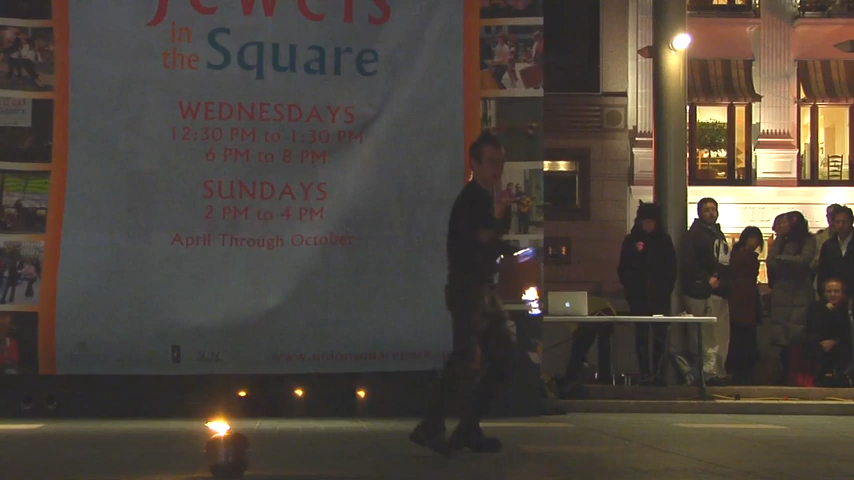 Jewels
in the
Square
WEDNESDAYS
12:30 PM to 1:30 PM
6 PM to 8 PM
SUNDAYS
2 PM to 4 PM
April Through October